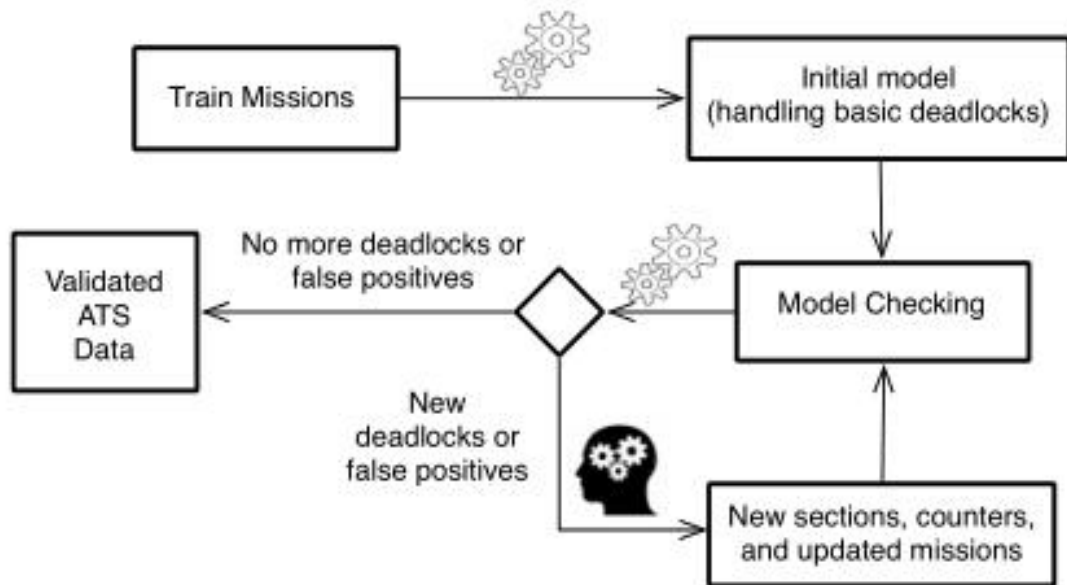 Train Missions
Initial model
(handling basic deadlocks)
No more deadlocks or
false positives
Validated
ATS
Data
Model Checking
New
deadlocks or
false positives
New sections, counters,
and updated missions